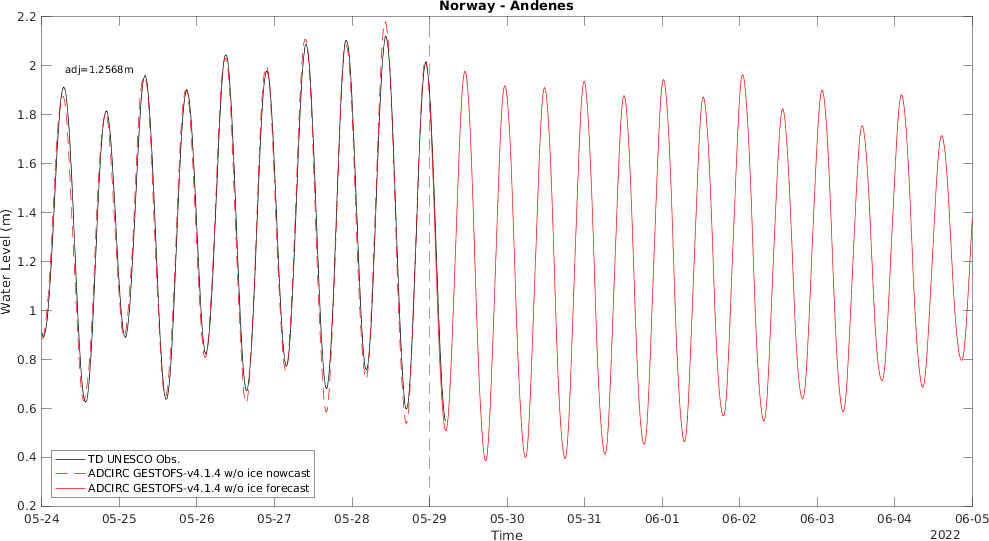 Norway - Andenes
2.2
2
1.8
1.6
1.4
1.2
1
0.8
0.6
0.4
0.2
Water Level (m)
adj=1.2568m
TD UNESCO Obs.
ADCIRC GESTOFS-v4.1.4 w/o ice nowcast
ADCIRC GESTOFS-v4.1.4 w/o ice forecast
05-24 05-25 05-26 05-27 05-28 05-29 05-30 05-31 06-01 06-02 06-03 06-04 06-05
Time
2022